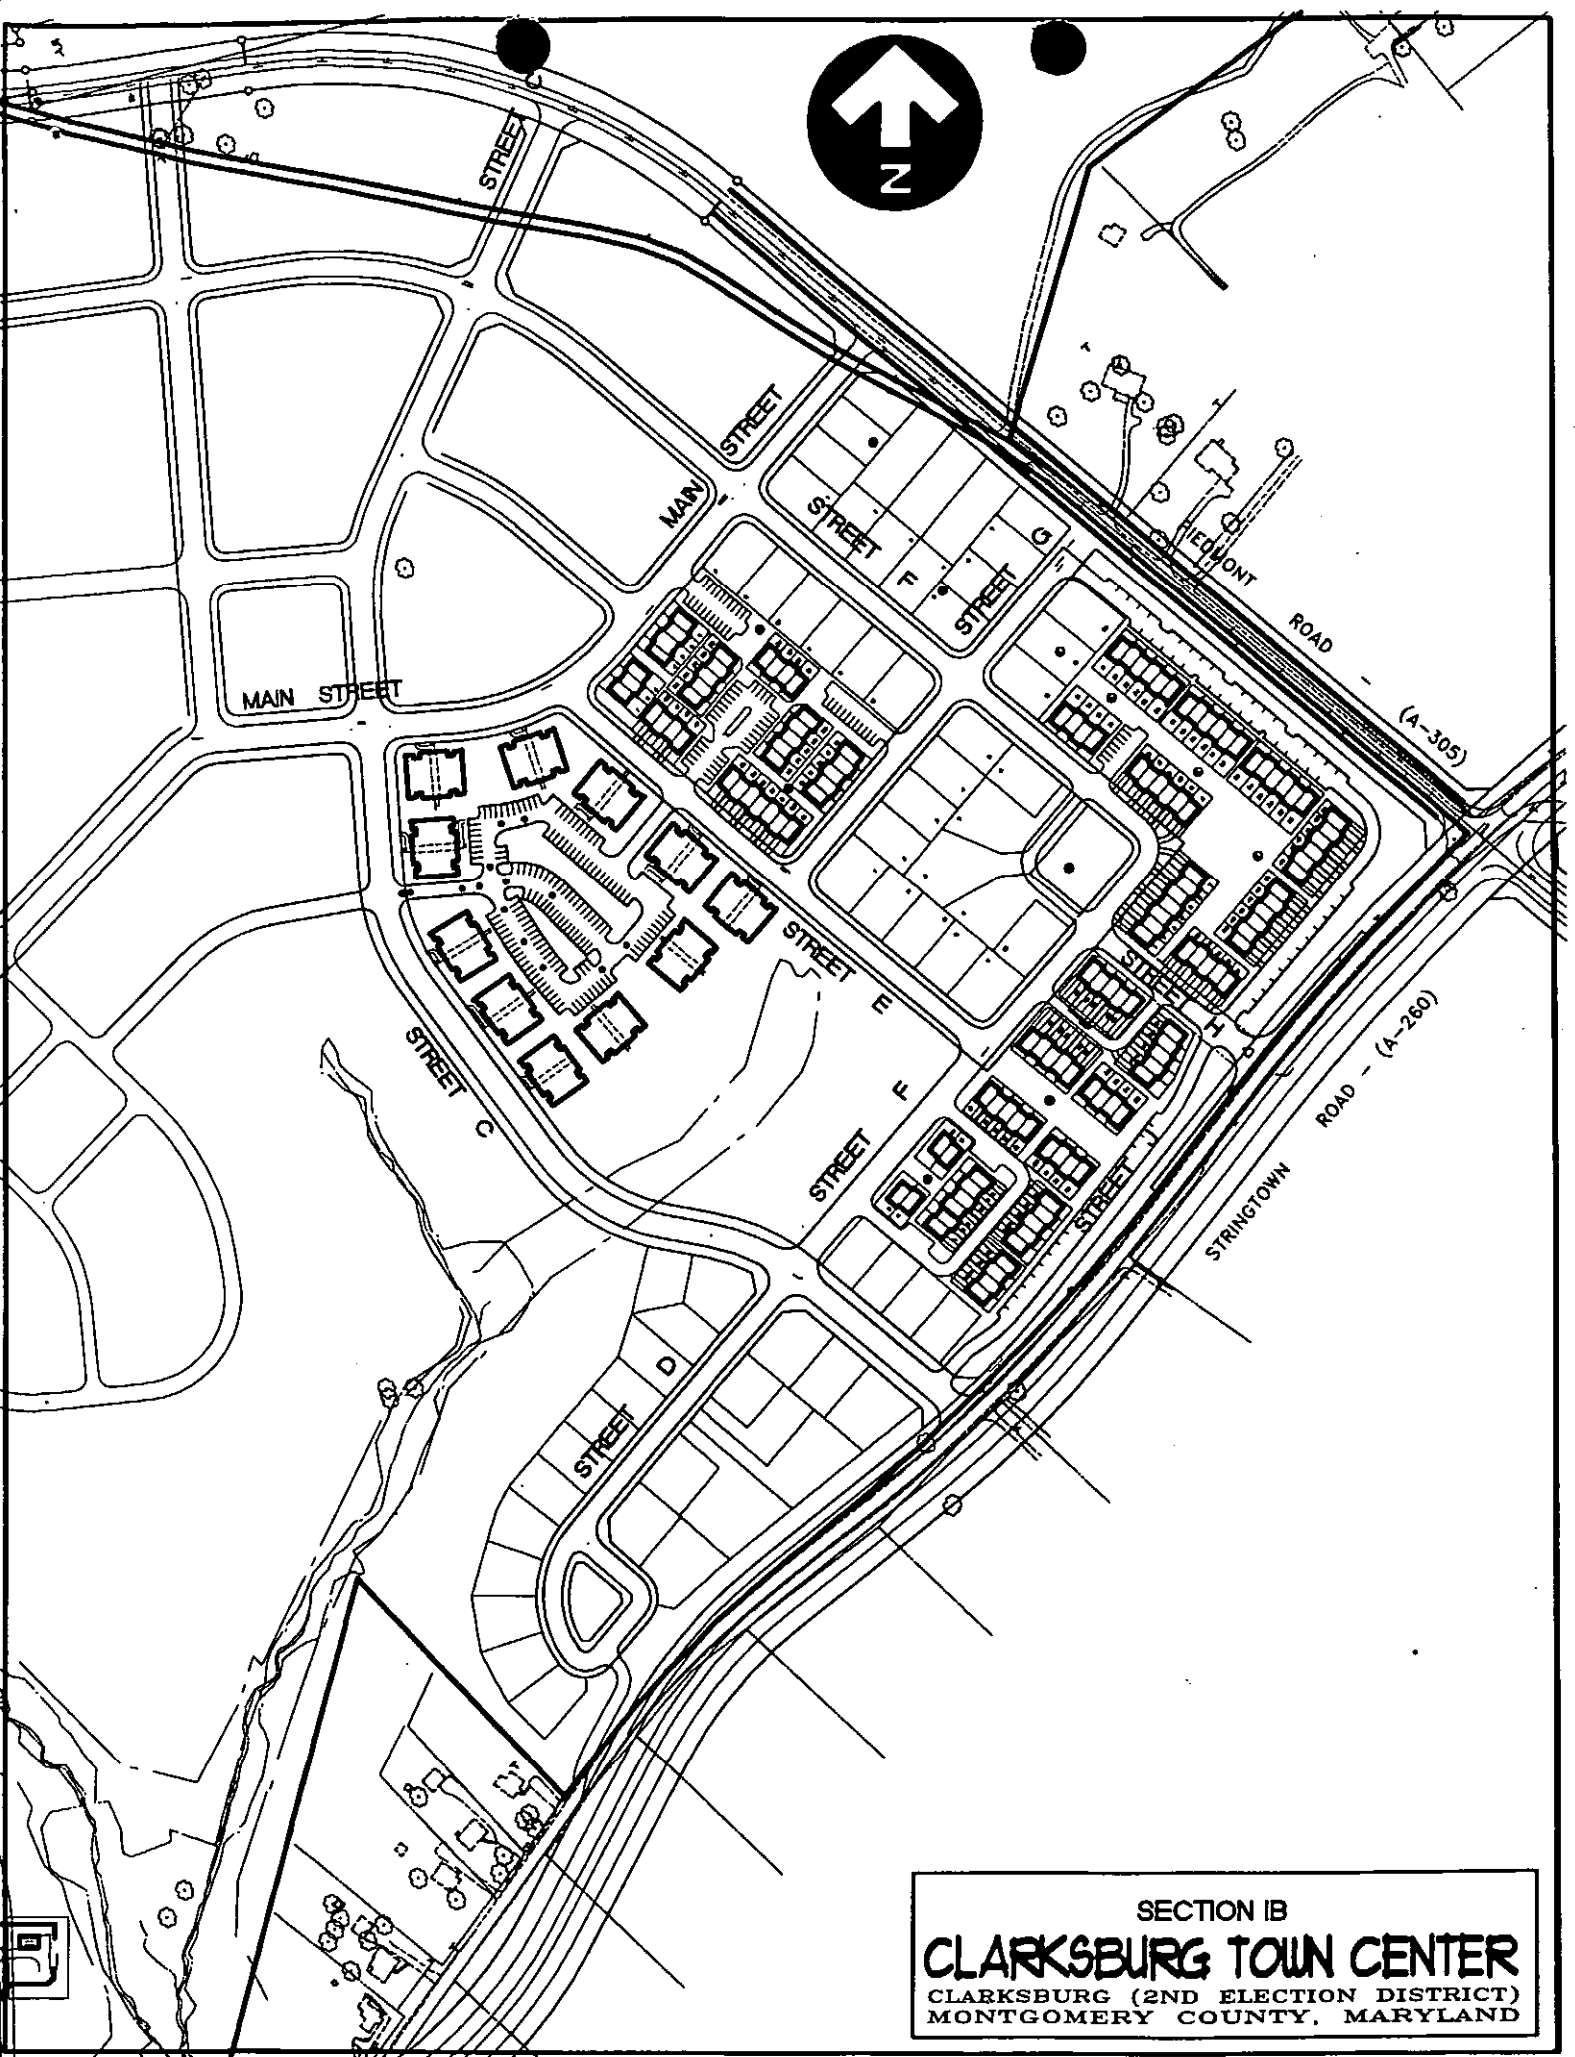 STREET
N
STREET
MAIN
STREET
F
G
STREET
PIEDMONT
ROAD
-
(A-305)
MAIN STREET
STREET
E
STREET
H
STREET
C
STREET
F
STREET
ROAD - (A-260)
STRINGTOWN
STREET
D
SECTION IB
CLARKSBURG TOWN CENTER
CLARKSBURG (2ND ELECTION DISTRICT)
MONTGOMERY COUNTY, MARYLAND